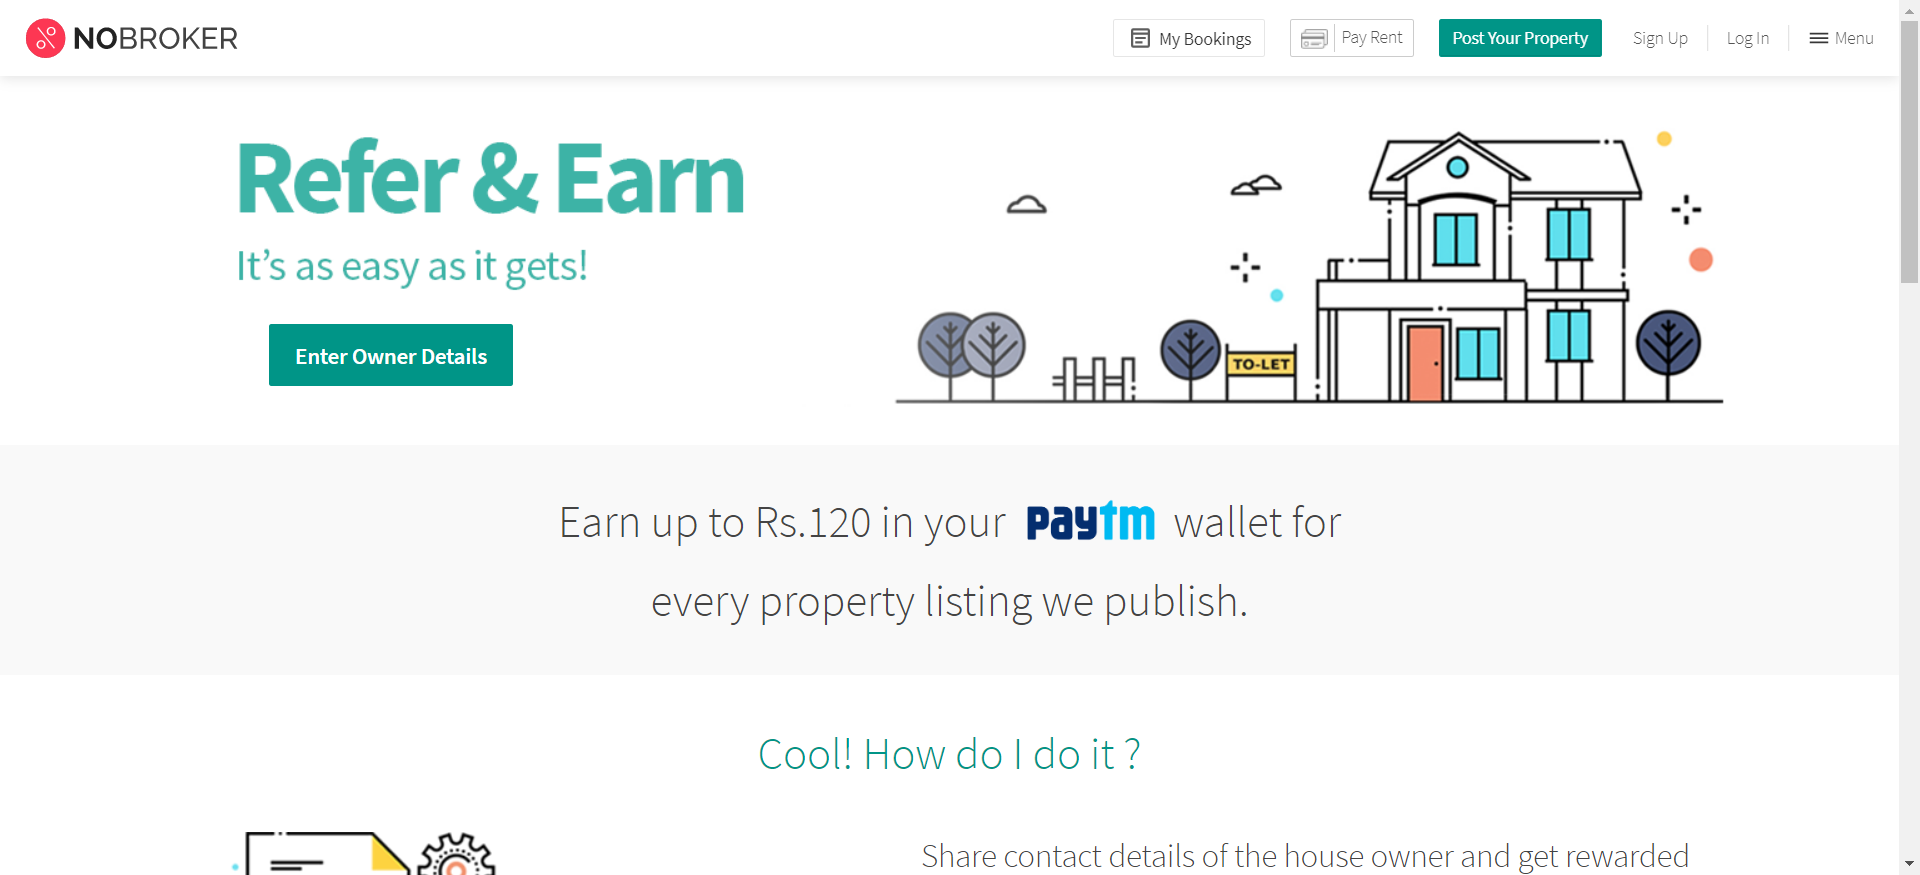 NOBROKER
My Bookings
Pay Rent
Post Your Property
Sign Up
Log In
Menu
Refer & Earn
It's as easy as it gets!
Enter Owner Details
TO-LET
Earn up to Rs.120 in your paytm wallet for
every property listing we publish.
Cool! How do I do it ?
Share contact details of the house owner and get rewarded